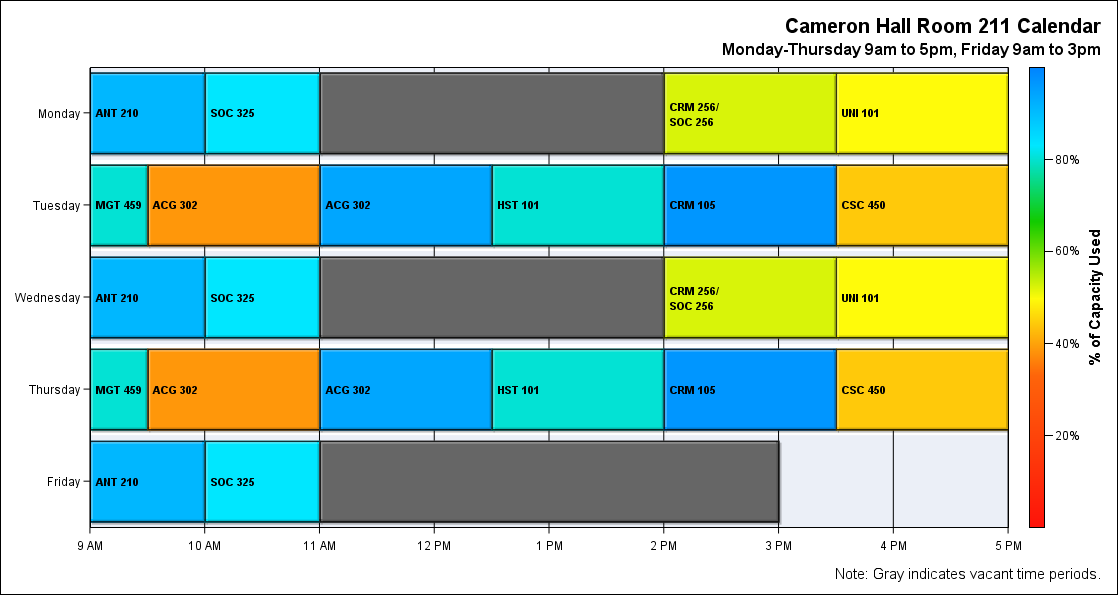 Cameron Hall Room 211 Calendar
Monday-Thursday 9am to 5pm, Friday 9am to 3pm
Monday
ANT 210
SOC 325
CRM 256/
SOC 256
UNI 101
Tuesday
MGT 459
ACG 302
ACG 302
HST 101
CRM 105
CSC 450
Wednesday
ANT 210
SOC 325
CRM 256/
SOC 256
UNI 101
Thursday
MGT 459
ACG 302
ACG 302
HST 101
CRM 105
CSC 450
Friday
ANT 210
SOC 325
9 AM
10 AM
11 AM
12 PM
1 PM
2 PM
3 PM
4 PM
5 PM
80%
60%
40%
20%
% of Capacity Used
Note: Gray indicates vacant time periods.